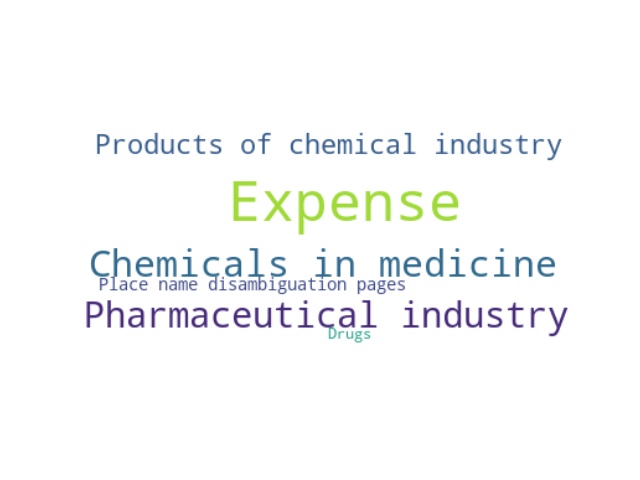 Products of chemical industry
Expense
Chemicals in medicine
Place name disambiguation pages
Pharmaceutical industry
Drugs